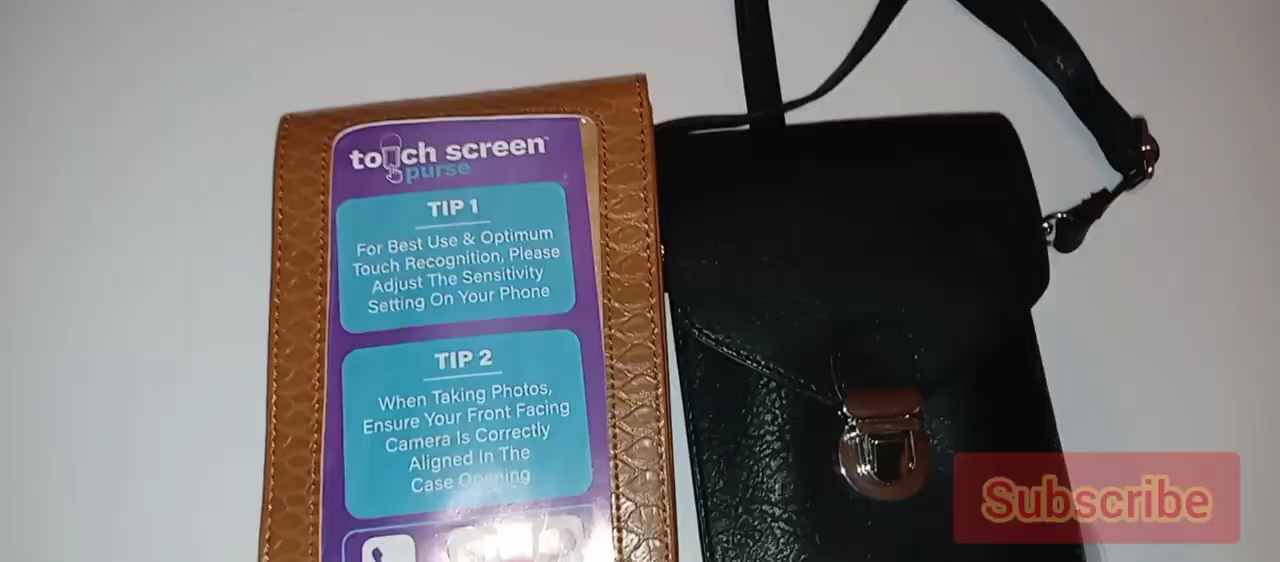 touch screen™
purse
TIP 1
For Best Use & Optimum
Touch Recognition, Please
Adjust The Sensitivity
Setting On Your Phone
TIP 2
When Taking Photos,
Ensure Your Front Facing
Camera Is Correctly
Aligned In The
Case Opening
Subscribe